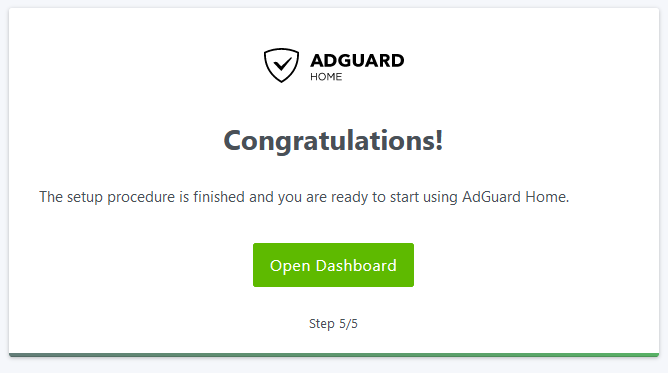 ADGUARD
HOME
Congratulations!
The setup procedure is finished and you are ready to start using AdGuard Home.
Open Dashboard
Step 5/5